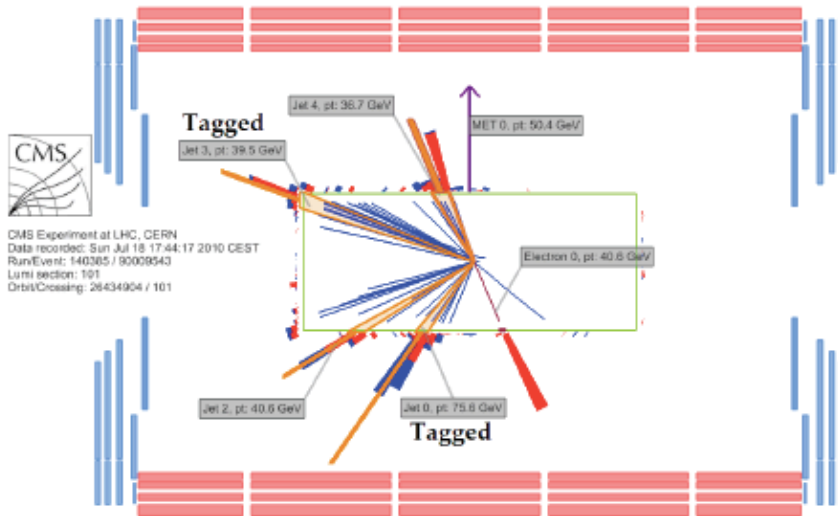 Jet 4, pt: 36.7 GeV
MET 0, pt: 50.4 GeV
Tagged
Jet 3, pt: 39.5 GeV
CMS
CMS Experiment at LHC, CERN
Data recorded: Sun Jul 18 17:44:17 2010 CEST
Run/Event: 140385 / 90009543
Lumi section: 101
Orbit/Crossing: 26434904 / 101
Electron 0, pt: 40.6 GeV
Jet 2, pt: 40.6 GeV
Jet 0, pt: 75.6 GeV
Tagged